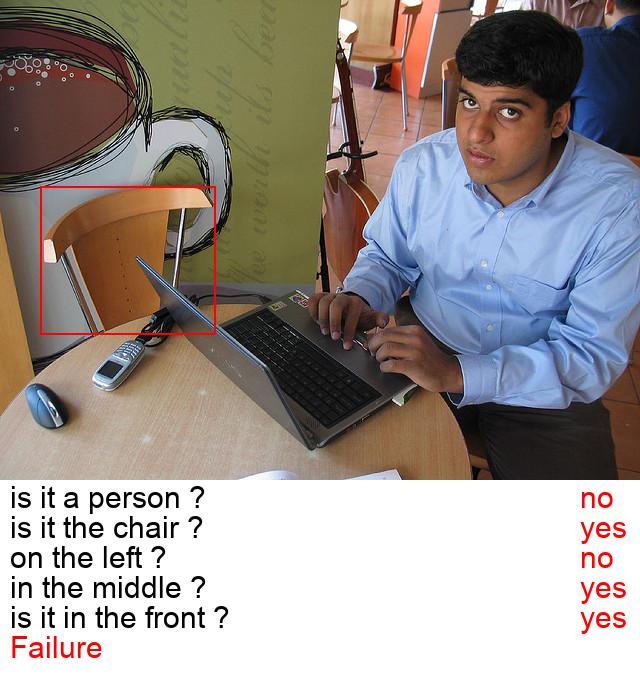 is it a person ? no
is it the chair ? yes
on the left ? no
in the middle ? yes
is it in the front ? yes
Failure